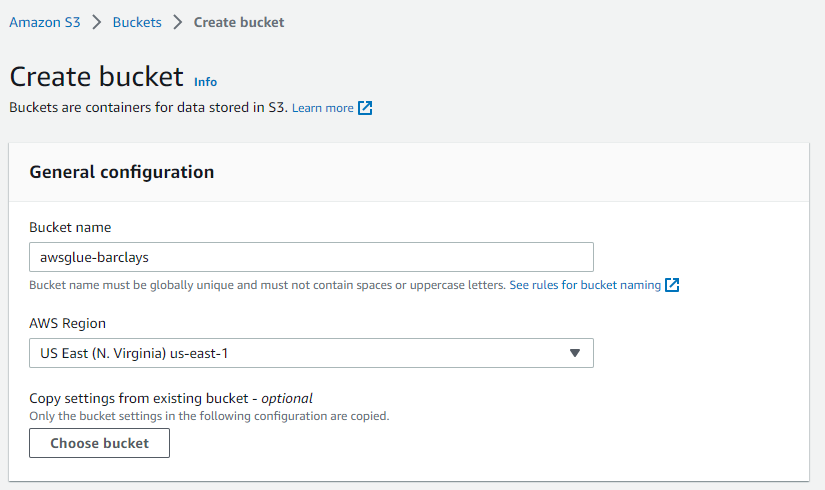 Amazon S3 > Buckets > Create bucket
Create bucket Info
Buckets are containers for data stored in S3. Learn more
General configuration
Bucket name
awsglue-barclays
Bucket name must be globally unique and must not contain spaces or uppercase letters. See rules for bucket naming
AWS Region
US East (N. Virginia) us-east-1
Copy settings from existing bucket - optional
Only the bucket settings in the following configuration are copied.
Choose bucket